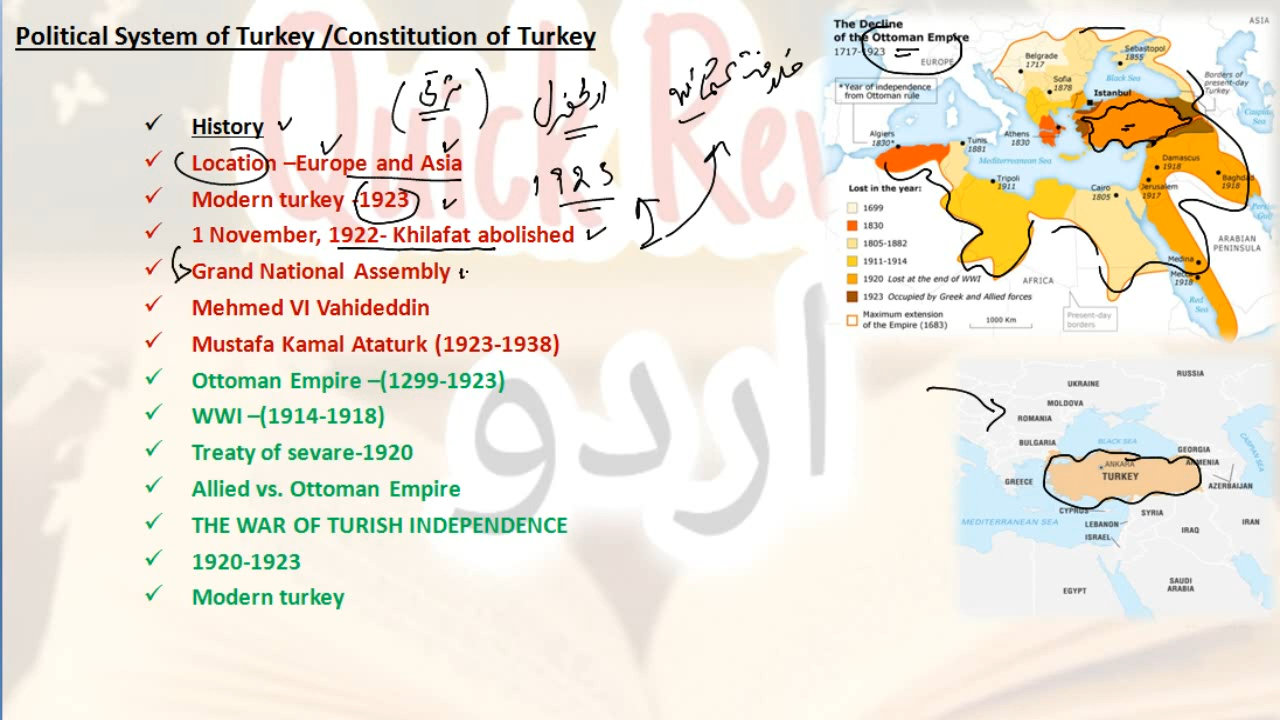 Political System of Turkey /Constitution of Turkey
خلافت عثمانیہ
(ترکی)
History
Location –Europe and Asia
Modern turkey -1923
1923
1 November, 1922- Khilafat abolished
Grand National Assembly
Mehmed VI Vahideddin
Mustafa Kamal Ataturk (1923-1938)
Ottoman Empire –(1299-1923)
WWI –(1914-1918)
Treaty of sevare-1920
Allied vs. Ottoman Empire
THE WAR OF TURISH INDEPENDENCE
1920-1923
Modern turkey
Quick Rev
اردو
The Decline
of the Ottoman Empire
1717-1923
EUROPE
ASIA
* Year of independence
from Ottoman rule
Belgrade
1717
Sevastopol
1855
Black Sea
Borders of
present-day
Turkey
Sofia
1878
Istanbul
Algiers
1830*
Tunis
1881
Athens
1830
Mediterranean Sea
Damascus
1918
Baghdad
1918
Tripoli
1911
Cairo
1805
Jerusalem
1917
ARABIAN
PENINSULA
Medina
1918
Red
Sea
AFRICA
Present-day
borders
1000 Km
Lost in the year:
1699
1830
1805-1882
1911-1914
1920 Lost at the end of WWI
1923 Occupied by Greek and Allied forces
Maximum extension
of the Empire (1683)
RUSSIA
UKRAINE
MOLDOVA
ROMANIA
BULGARIA
BLACK SEA
GEORGIA
CASPIAN SEA
ANKARA
ARMENIA
GREECE
TURKEY
AZERBAIJAN
CYPRUS
SYRIA
MEDITERRANEAN SEA
LEBANON
IRAQ
IRAN
ISRAEL
EGYPT
SAUDI
ARABIA